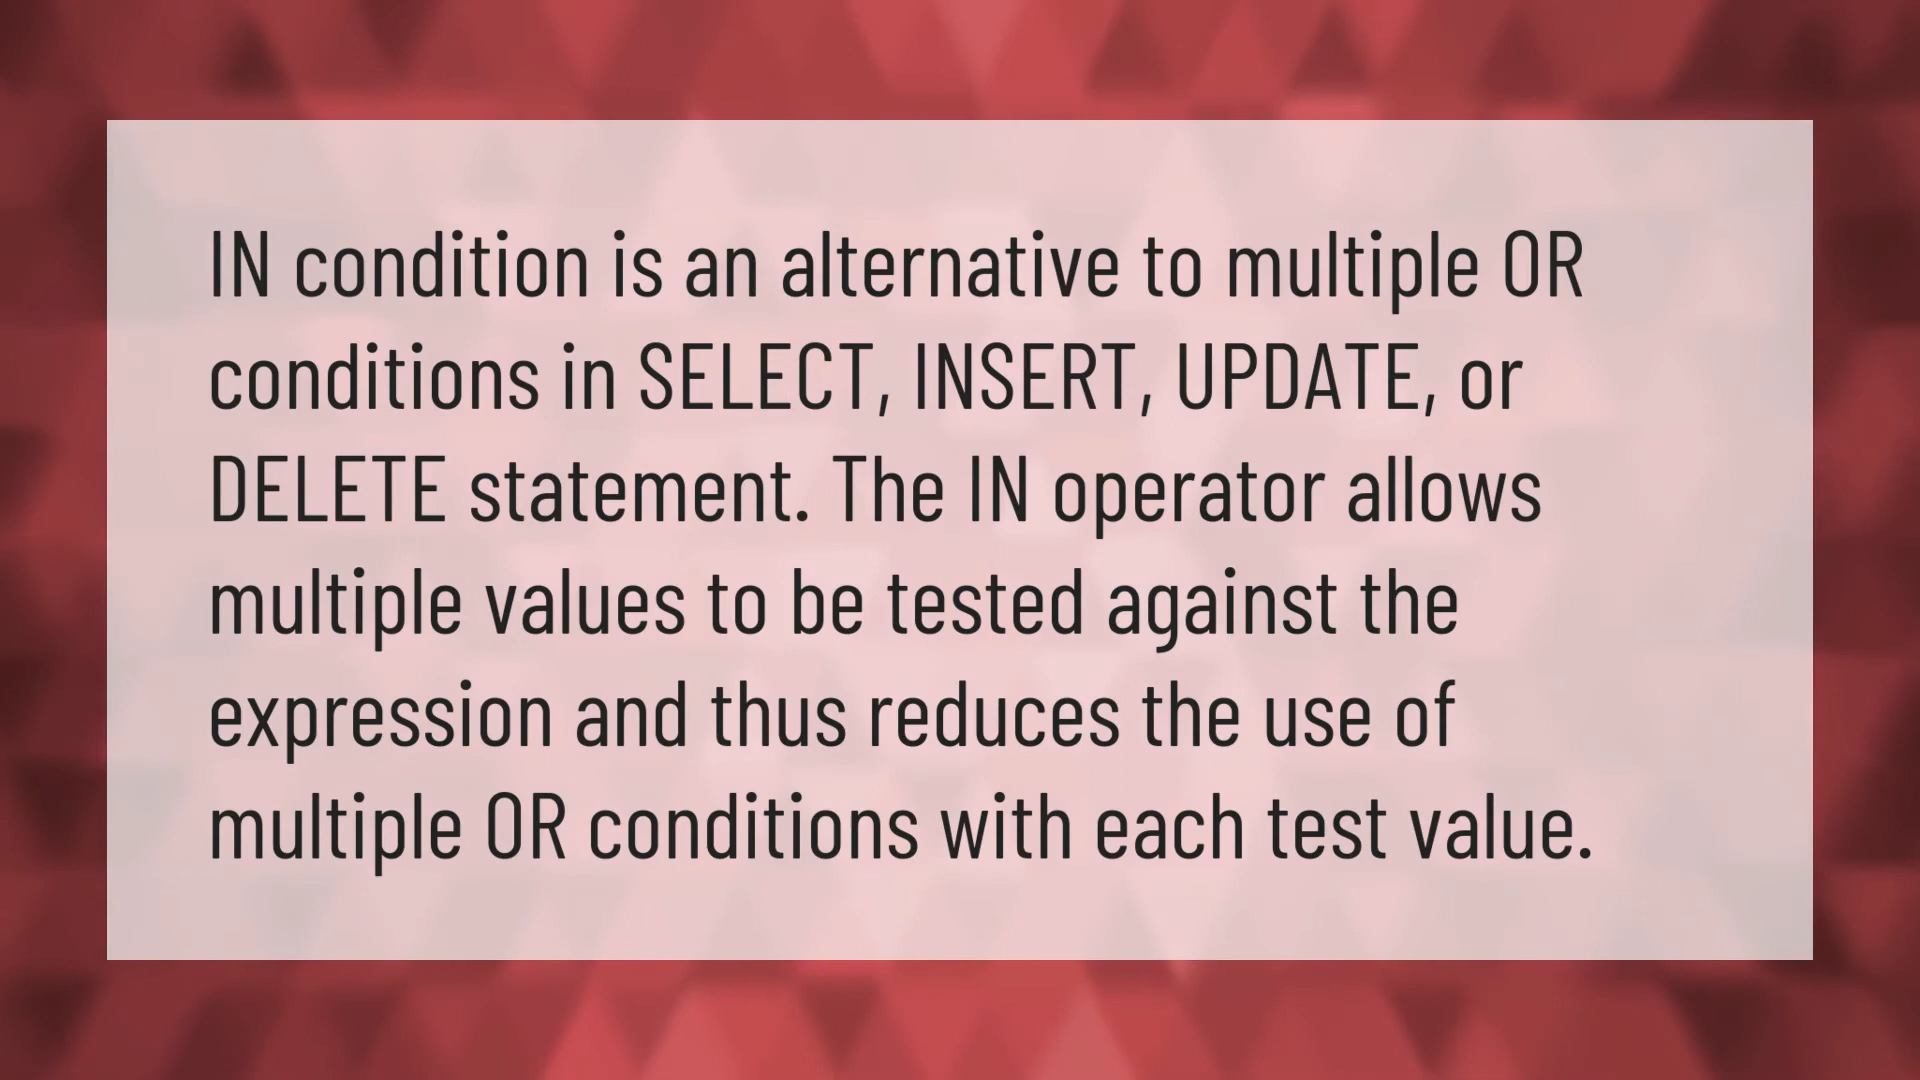 IN condition is an alternative to multiple OR
conditions in SELECT, INSERT, UPDATE, or
DELETE statement. The IN operator allows
multiple values to be tested against the
expression and thus reduces the use of
multiple OR conditions with each test value.